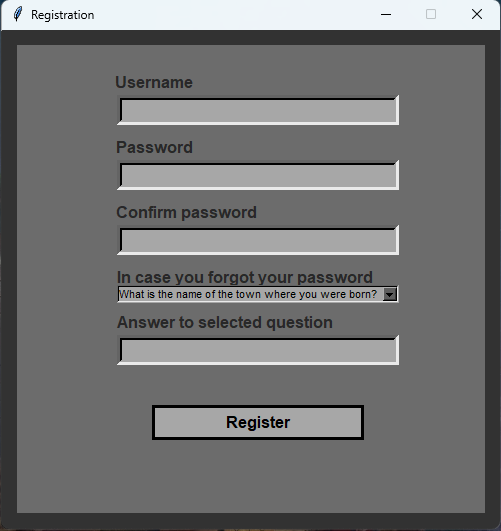 Registration
Username
Password
Confirm password
In case you forgot your password
What is the name of the town where you were born?
Answer to selected question
Register